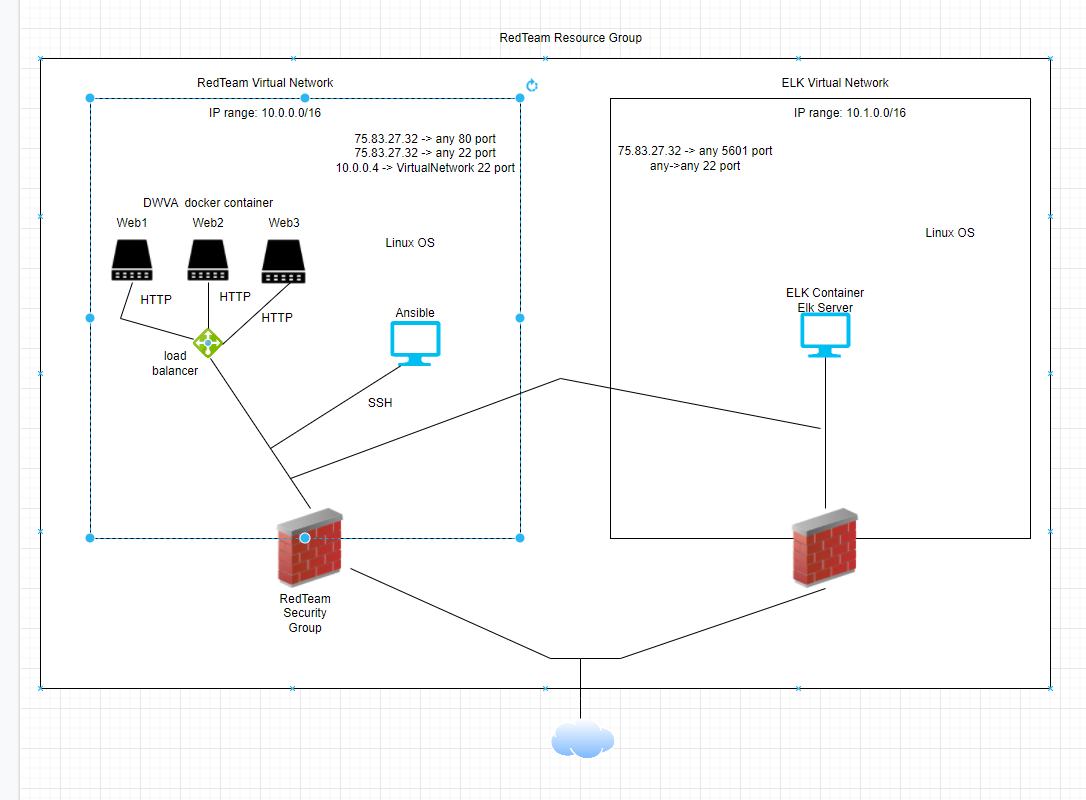 RedTeam Resource Group
RedTeam Virtual Network
IP range: 10.0.0.0/16
75.83.27.32 -> any 80 port
75.83.27.32 -> any 22 port
10.0.0.4 -> VirtualNetwork 22 port
DWVA docker container
Web1
Web2
Web3
Linux OS
HTTP
HTTP
HTTP
Ansible
load
balancer
SSH
RedTeam
Security
Group
ELK Virtual Network
IP range: 10.1.0.0/16
75.83.27.32 -> any 5601 port
any->any 22 port
Linux OS
ELK Container
Elk Server